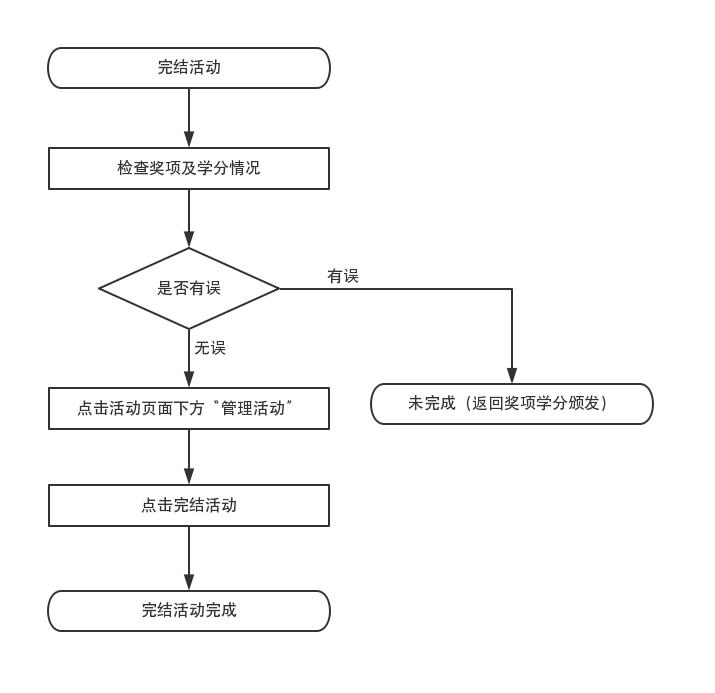 完结活动
检查奖项及学分情况
是否有误
有误
无误
点击活动页面下方“管理活动”
未完成（返回奖项学分颁发）
点击完结活动
完结活动完成